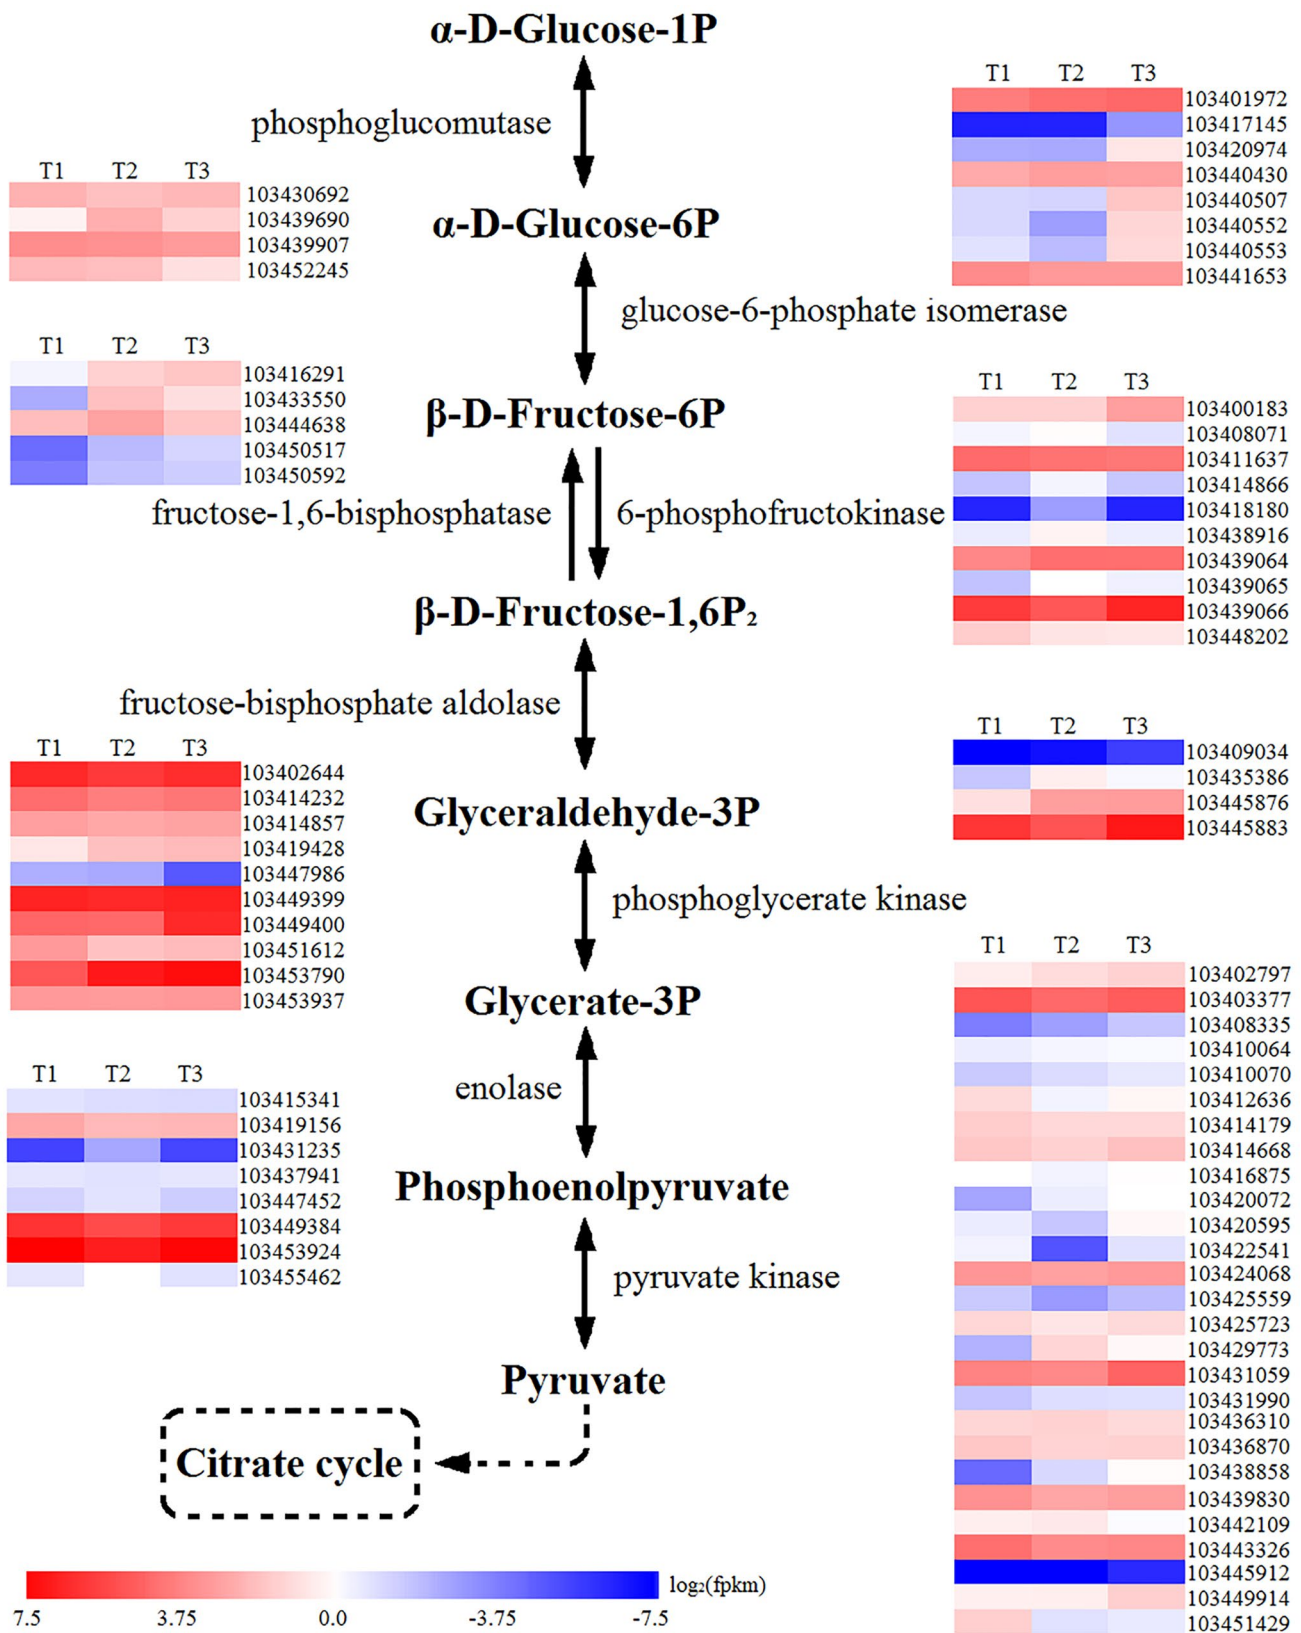 α-D-Glucose-1P
phosphoglucomutase
T1 T2 T3
103430692
103439690
103439907
103452245
T1 T2 T3
103401972
103417145
103420974
103440430
103440507
103440552
103440553
103441653
α-D-Glucose-6P
glucose-6-phosphate isomerase
T1 T2 T3
103416291
103433550
103444638
103450517
103450592
β-D-Fructose-6P
fructose-1,6-bisphosphatase
6-phosphofructokinase
T1 T2 T3
103400183
103408071
103411637
103414866
103418180
103438916
103439064
103439065
103439066
103448202
β-D-Fructose-1,6P₂
fructose-bisphosphate aldolase
T1 T2 T3
103402644
103414232
103414857
103419428
103447986
103449399
103449400
103451612
103453790
103453937
T1 T2 T3
103409034
103435386
103445876
103445883
Glyceraldehyde-3P
phosphoglycerate kinase
Glycerate-3P
enolase
T1 T2 T3
103415341
103419156
103431235
103437941
103447452
103449384
103453924
103455462
T1 T2 T3
103402797
103403377
103408335
103410064
103410070
103412636
103414179
103414668
103416875
103420072
103420595
103422541
103424068
103425559
103425723
103429773
103431059
103431990
103436310
103436870
103438858
103439830
103442109
103443326
103445912
103449914
103451429
Phosphoenolpyruvate
pyruvate kinase
Pyruvate
Citrate cycle
log₂(fpkm)
7.5 3.75 0.0 -3.75 -7.5